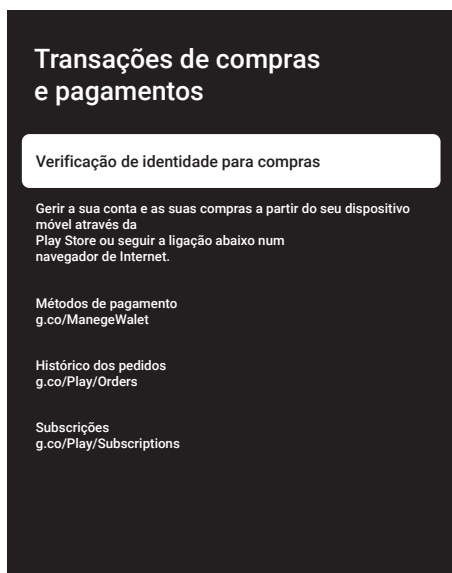 Transações de compras
e pagamentos
Verificação de identidade para compras
Gerir a sua conta e as suas compras a partir do seu dispositivo
móvel através da
Play Store ou seguir a ligação abaixo num
navegador de Internet.
Métodos de pagamento
g.co/ManegeWalet
Histórico dos pedidos
g.co/Play/Orders
Subscrições
g.co/Play/Subscriptions